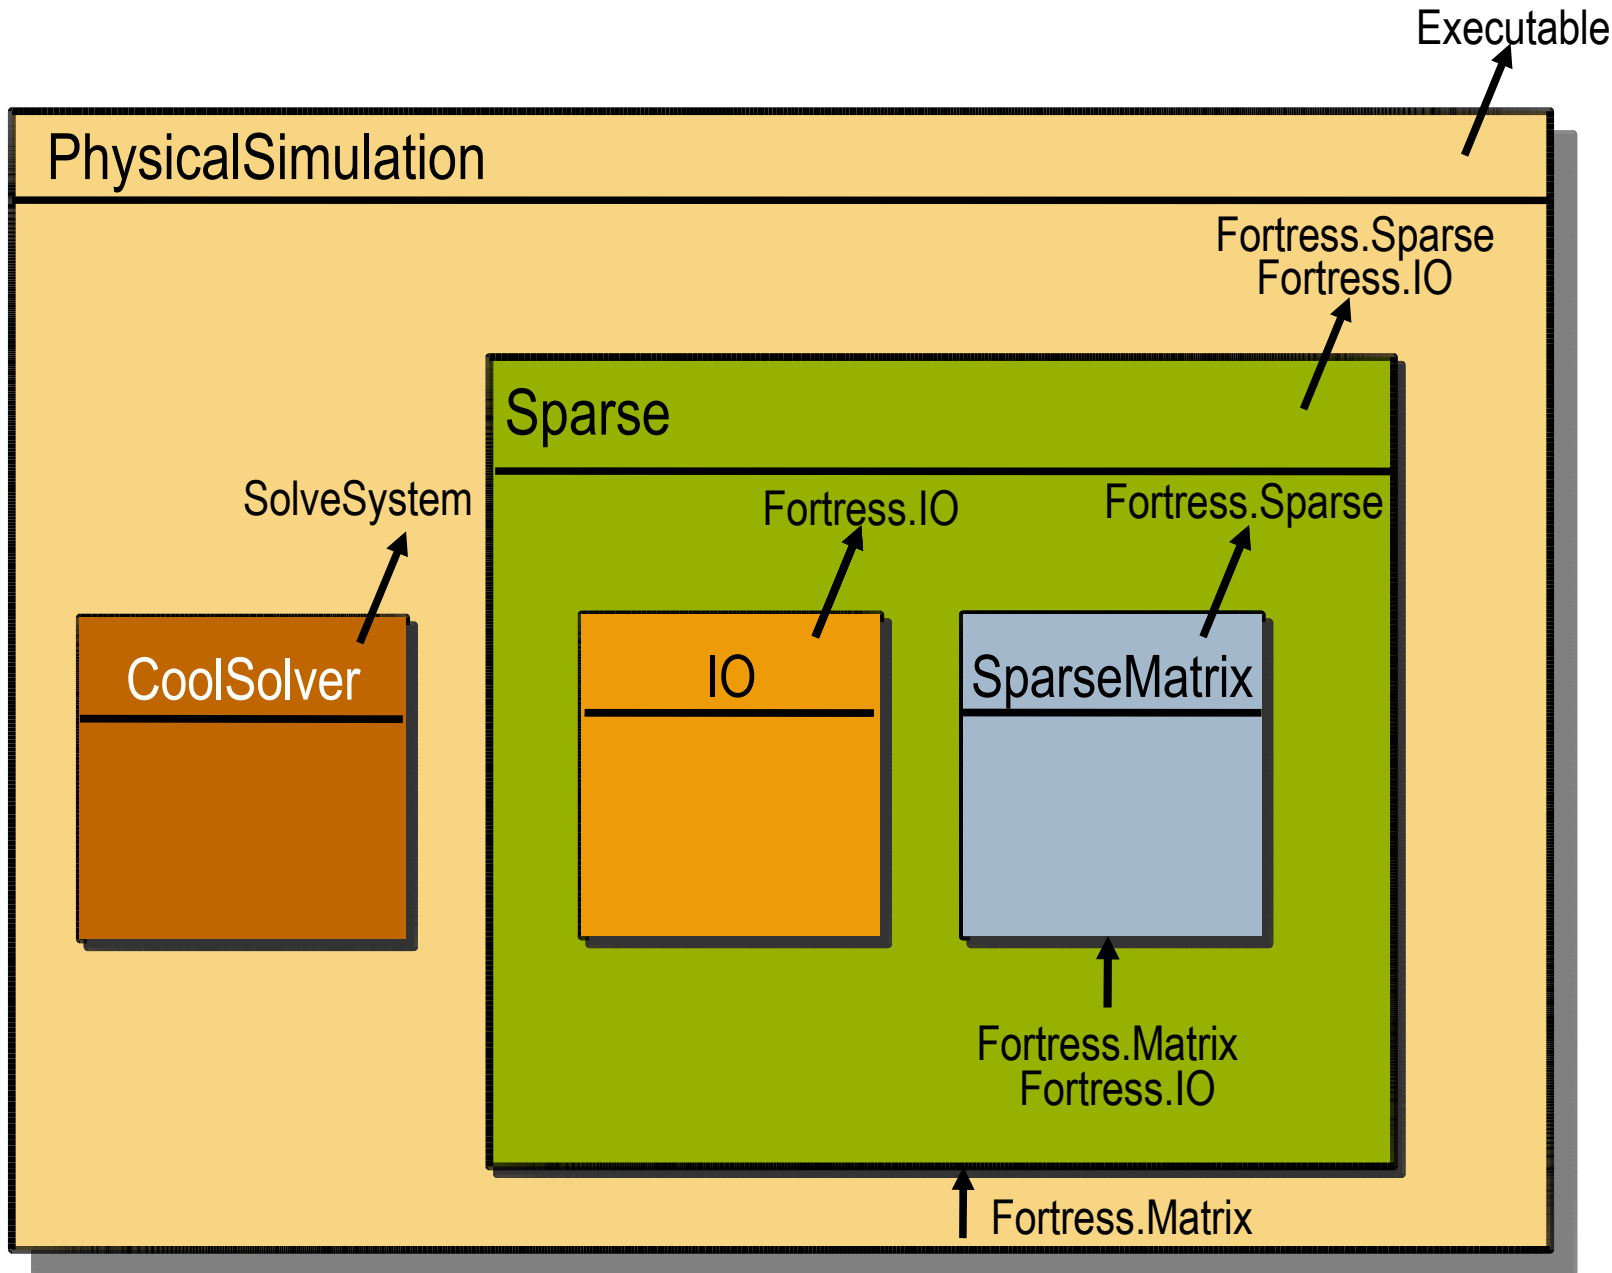 Executable
PhysicalSimulation
Fortress.Sparse
Fortress.IO
Sparse
SolveSystem
Fortress.IO
Fortress.Sparse
CoolSolver
IO
SparseMatrix
Fortress.Matrix
Fortress.IO
Fortress.Matrix